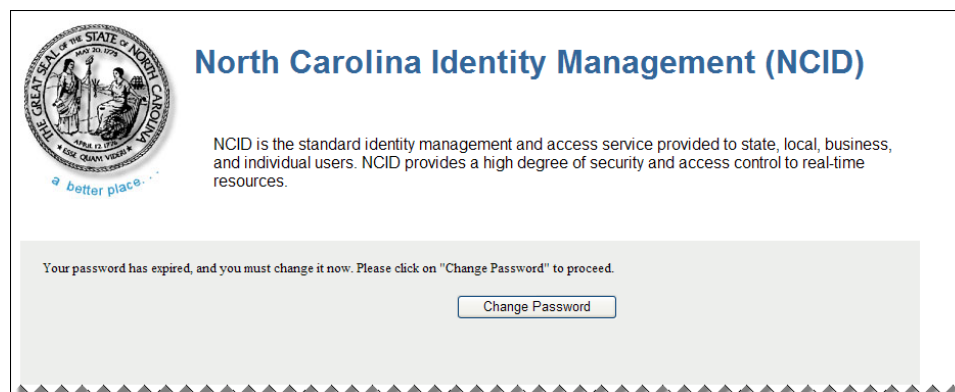 THE GREAT SEAL OF THE STATE OF NORTH CAROLINA
MAY 20, 1775
APRIL 12, 1776
ESSE QUAM VIDERI
a better place. . .
North Carolina Identity Management (NCID)
NCID is the standard identity management and access service provided to state, local, business,
and individual users. NCID provides a high degree of security and access control to real-time
resources.
Your password has expired, and you must change it now. Please click on "Change Password" to proceed.
Change Password